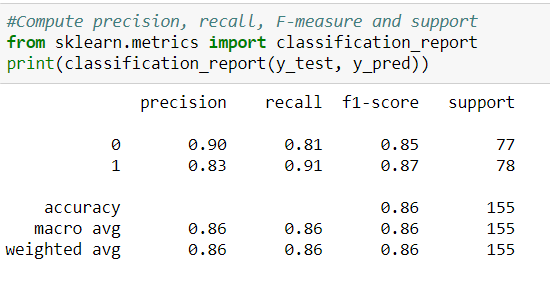 #Compute precision, recall, F-measure and support
from sklearn.metrics import classification_report
print(classification_report(y_test, y_pred))
precision recall f1-score support
0 0.90 0.81 0.85 77
1 0.83 0.91 0.87 78
accuracy 0.86 155
macro avg 0.86 0.86 0.86 155
weighted avg 0.86 0.86 0.86 155